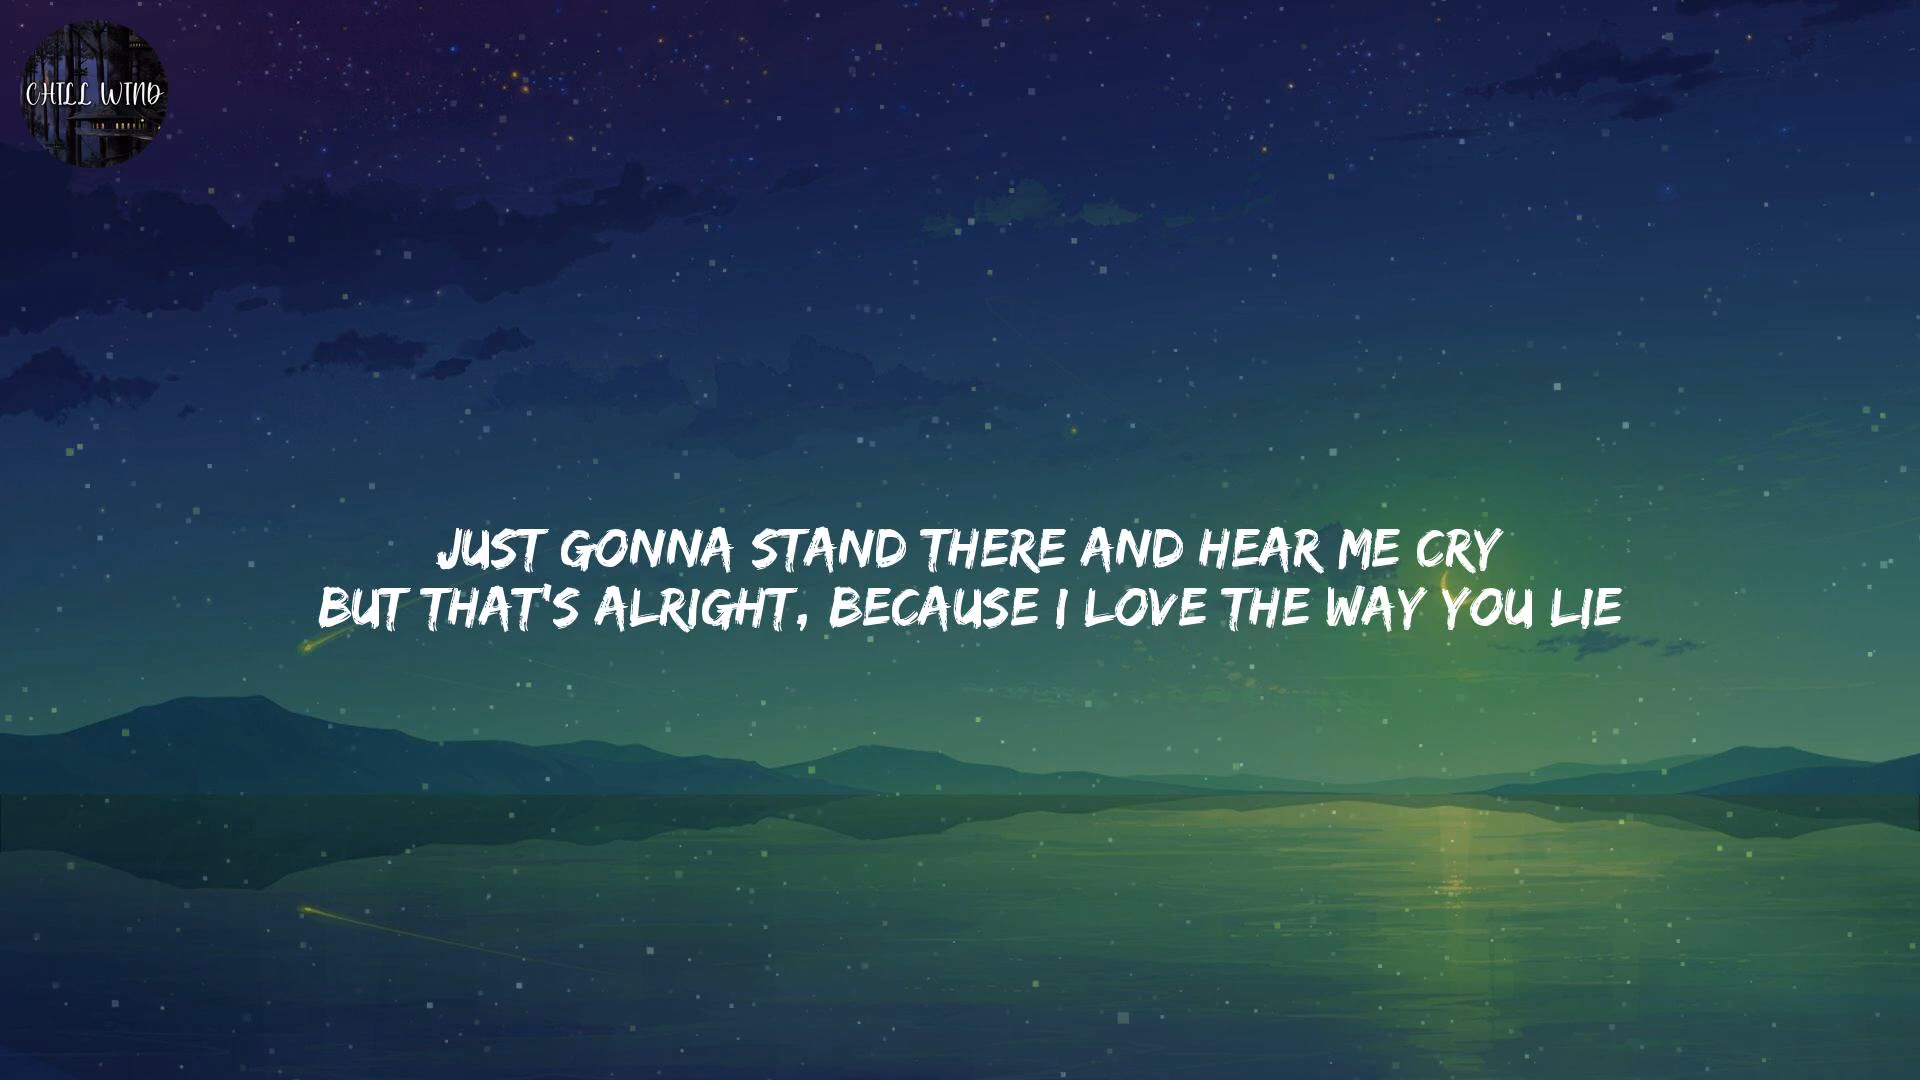 CHILL WIND
JUST GONNA STAND THERE AND HEAR ME CRY
BUT THAT'S ALRIGHT, BECAUSE I LOVE THE WAY YOU LIE